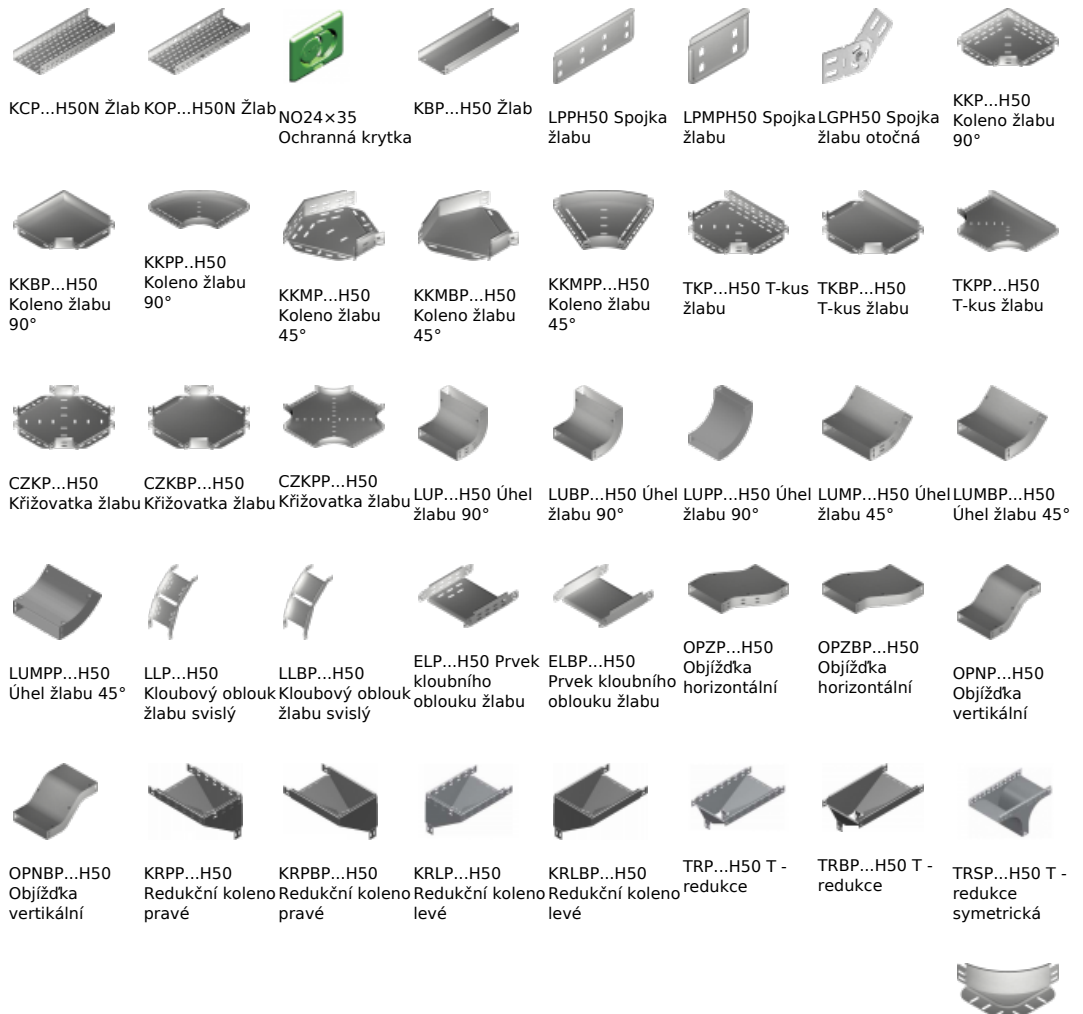 KCP...H50N Žlab
KOP...H50N Žlab
NO24×35
Ochranná krytka
KBP...H50 Žlab
LPPH50 Spojka
žlabu
LPMPH50 Spojka
žlabu
LGPH50 Spojka
žlabu otočná
KKP...H50
Koleno žlabu
90°
KKBP...H50
Koleno žlabu
90°
KKPP..H50
Koleno žlabu
90°
KKMP...H50
Koleno žlabu
45°
KKMBP...H50
Koleno žlabu
45°
KKMPP...H50
Koleno žlabu
45°
TKP...H50 T-kus
žlabu
TKBP...H50
T-kus žlabu
TKPP...H50
T-kus žlabu
CZKP...H50
Křižovatka žlabu
CZKBP...H50
Křižovatka žlabu
CZKPP...H50
Křižovatka žlabu
LUP...H50 Úhel
žlabu 90°
LUBP...H50 Úhel
žlabu 90°
LUPP...H50 Úhel
žlabu 90°
LUMP...H50 Úhel
žlabu 45°
LUMBP...H50
Úhel žlabu 45°
LUMPP...H50
Úhel žlabu 45°
LLP...H50
Kloubový oblouk
žlabu svislý
LLBP...H50
Kloubový oblouk
žlabu svislý
ELP...H50 Prvek
kloubního
oblouku žlabu
ELBP...H50
Prvek kloubního
oblouku žlabu
OPZP...H50
Objížďka
horizontální
OPZBP...H50
Objížďka
horizontální
OPNP...H50
Objížďka
vertikální
OPNBP...H50
Objížďka
vertikální
KRPP...H50
Redukční koleno
pravé
KRPBP...H50
Redukční koleno
pravé
KRLP...H50
Redukční koleno
levé
KRLBP...H50
Redukční koleno
levé
TRP...H50 T -
redukce
TRBP...H50 T -
redukce
TRSP...H50 T -
redukce
symetrická